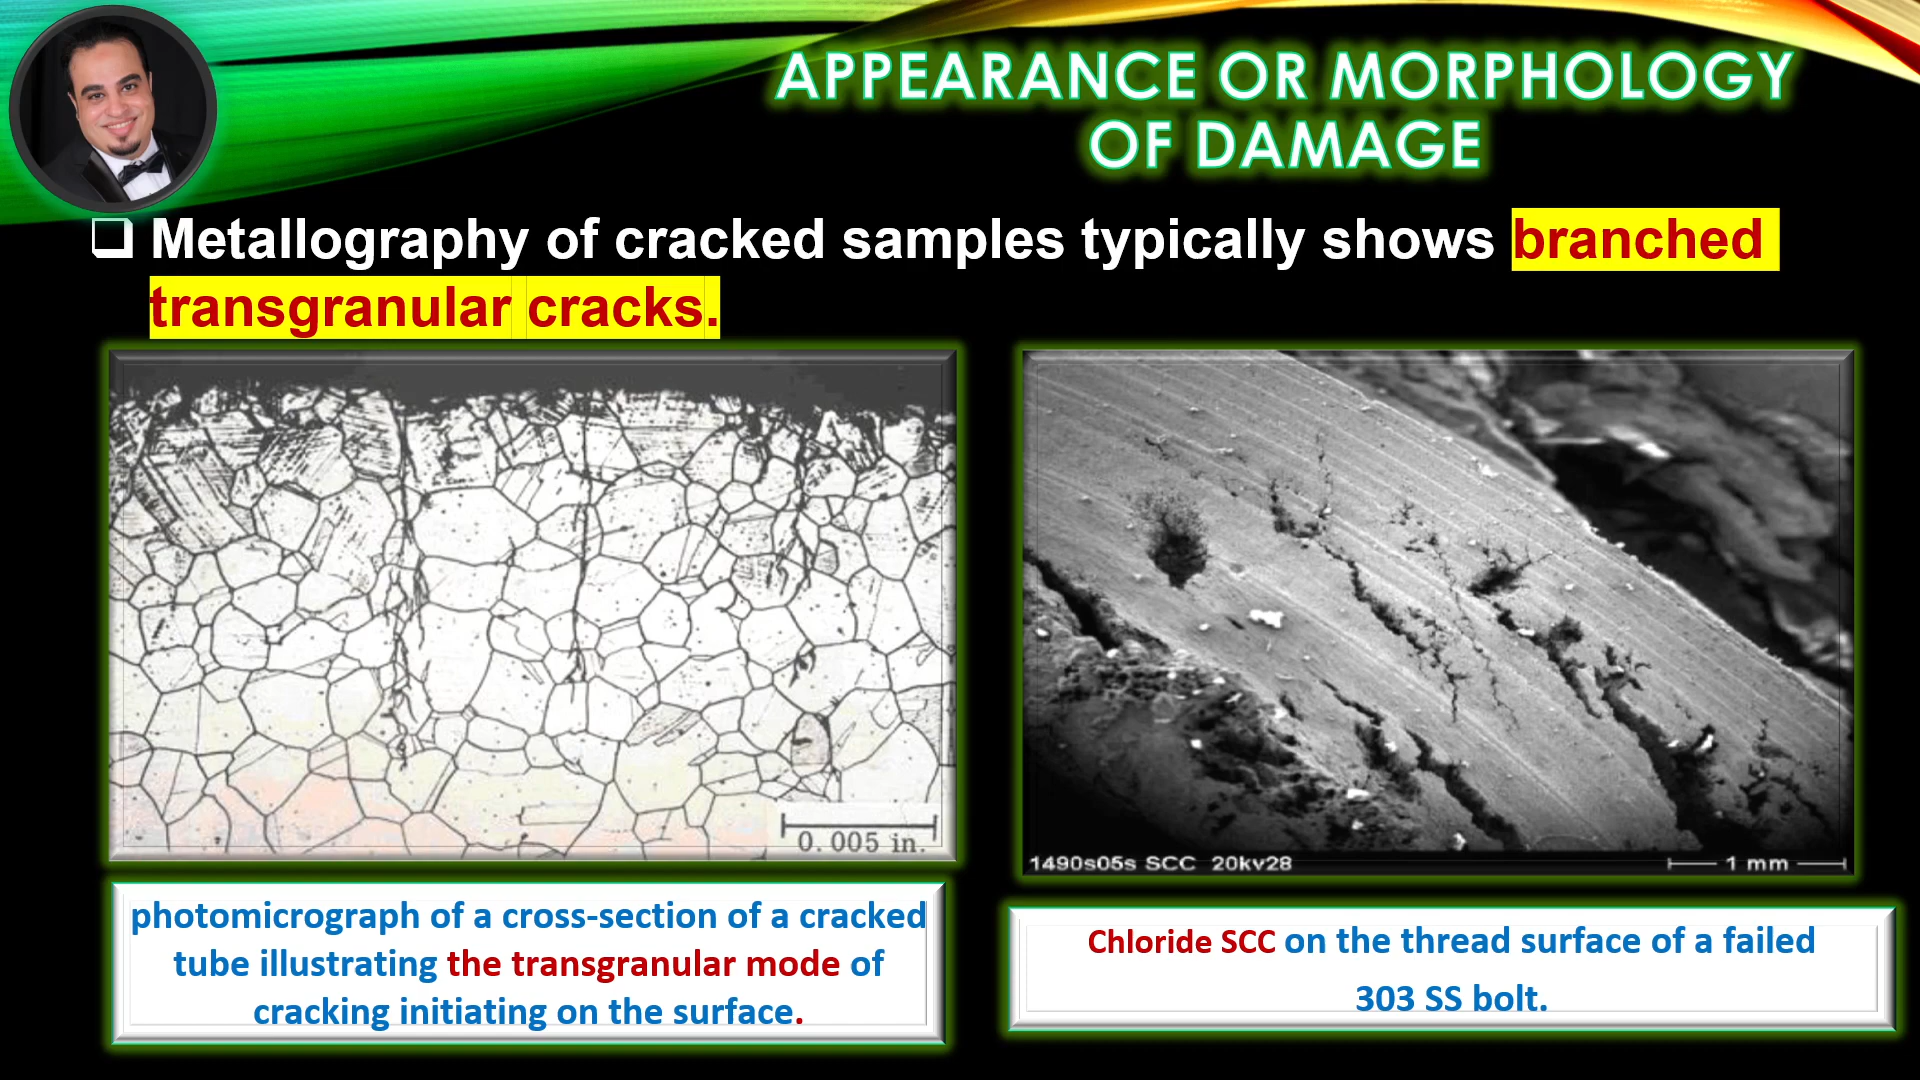 APPEARANCE OR MORPHOLOGY
OF DAMAGE
Metallography of cracked samples typically shows branched
transgranular cracks.
0.005 in.
1490s05s SCC 20kv28
1 mm
photomicrograph of a cross-section of a cracked
tube illustrating the transgranular mode of
cracking initiating on the surface.
Chloride SCC on the thread surface of a failed
303 SS bolt.